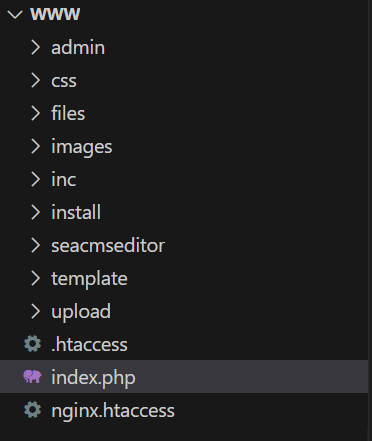 WWW
admin
css
files
images
inc
install
seacmseditor
template
upload
.htaccess
index.php
nginx.htaccess